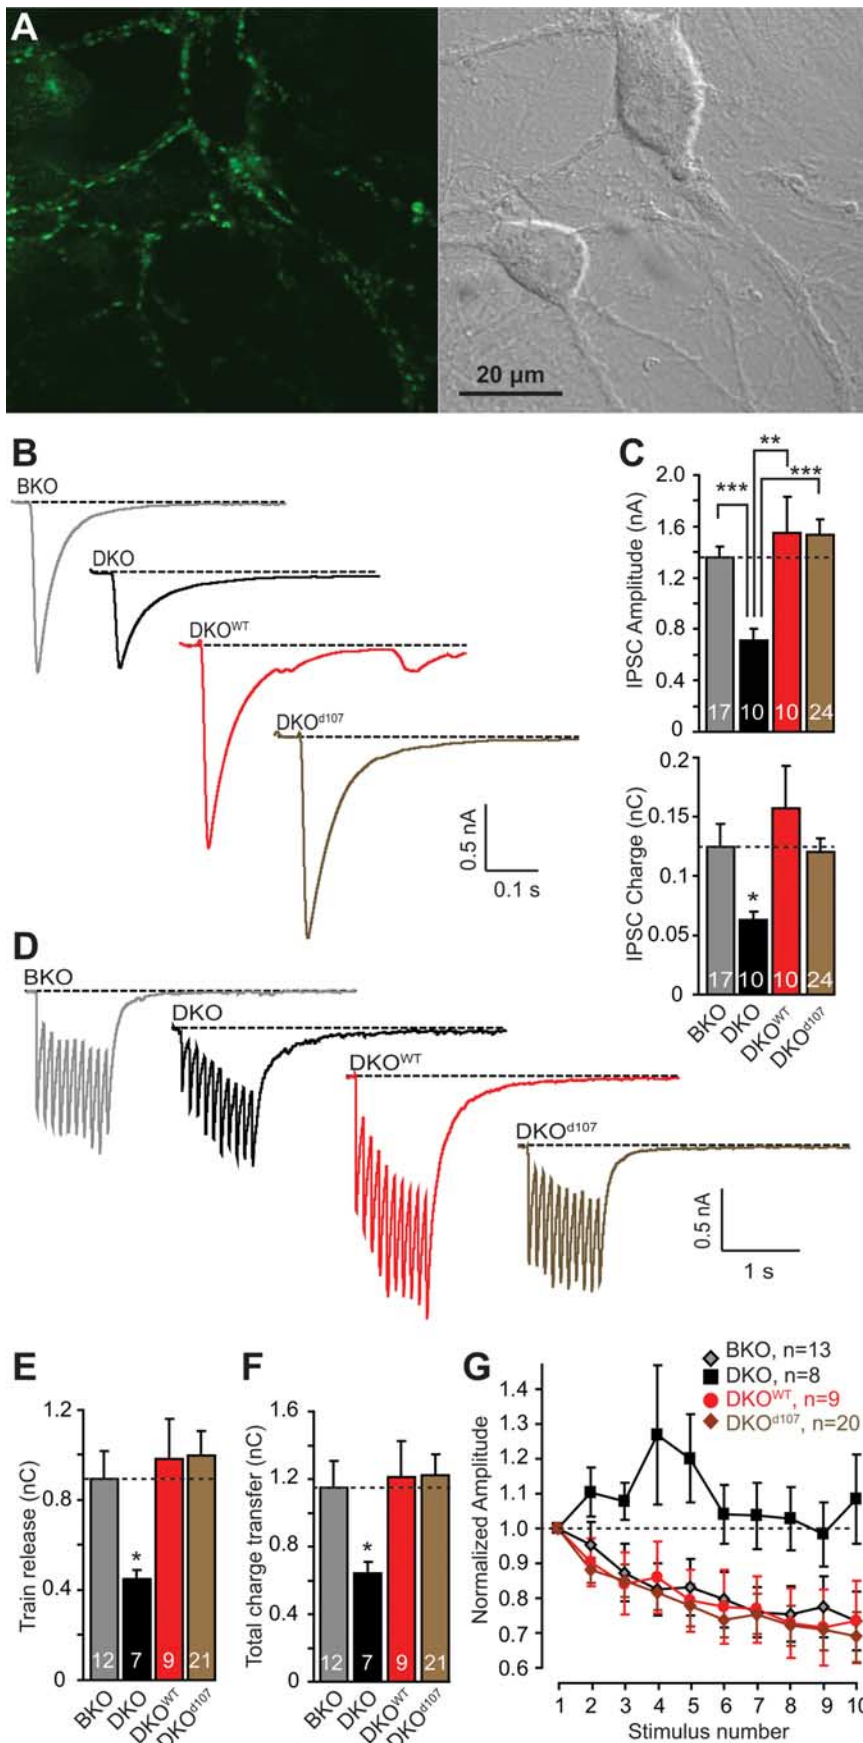 A
20 µm
B
BKO
DKO
DKO^WT
DKO^d107
0.5 nA
0.1 s
C
**
***
***
IPSC Amplitude (nA)
2.0
1.6
1.2
0.8
0.4
0
17 10 10 24
IPSC Charge (nC)
0.2
0.15
0.1
0.05
0
*
17 10 10 24
BKO DKO DKO^WT DKO^d107
D
BKO
DKO
DKO^WT
DKO^d107
0.5 nA
1 s
E
Train release (nC)
1.2
0.8
0.4
0
*
12 7 9 21
BKO DKO DKO^WT DKO^d107
F
Total charge transfer (nC)
1.6
1.2
0.6
0
*
12 7 9 21
BKO DKO DKO^WT DKO^d107
G
BKO, n=13
DKO, n=8
DKO^WT, n=9
DKO^d107, n=20
Normalized Amplitude
1.4
1.3
1.2
1.1
1.0
0.9
0.8
0.7
0.6
1 2 3 4 5 6 7 8 9 10
Stimulus number